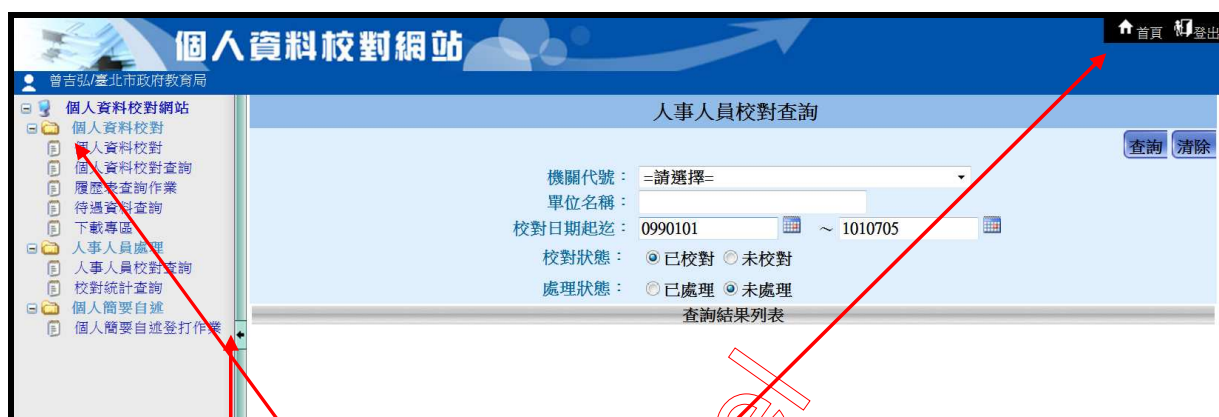 個人資料校對網站
首頁 登出
曾吉弘/臺北市政府教育局
個人資料校對網站
個人資料校對
個人資料校對
個人資料校對查詢
履歷表查詢作業
待遇資料查詢
下載專區
人事人員處理
人事人員校對查詢
校對統計查詢
個人簡要自述
個人簡要自述登打作業
人事人員校對查詢
查詢 清除
機關代號： =請選擇=
單位名稱：
校對日期起迄： 0990101 ~ 1010705
校對狀態： 已校對 未校對
處理狀態： 已處理 未處理
查詢結果列表